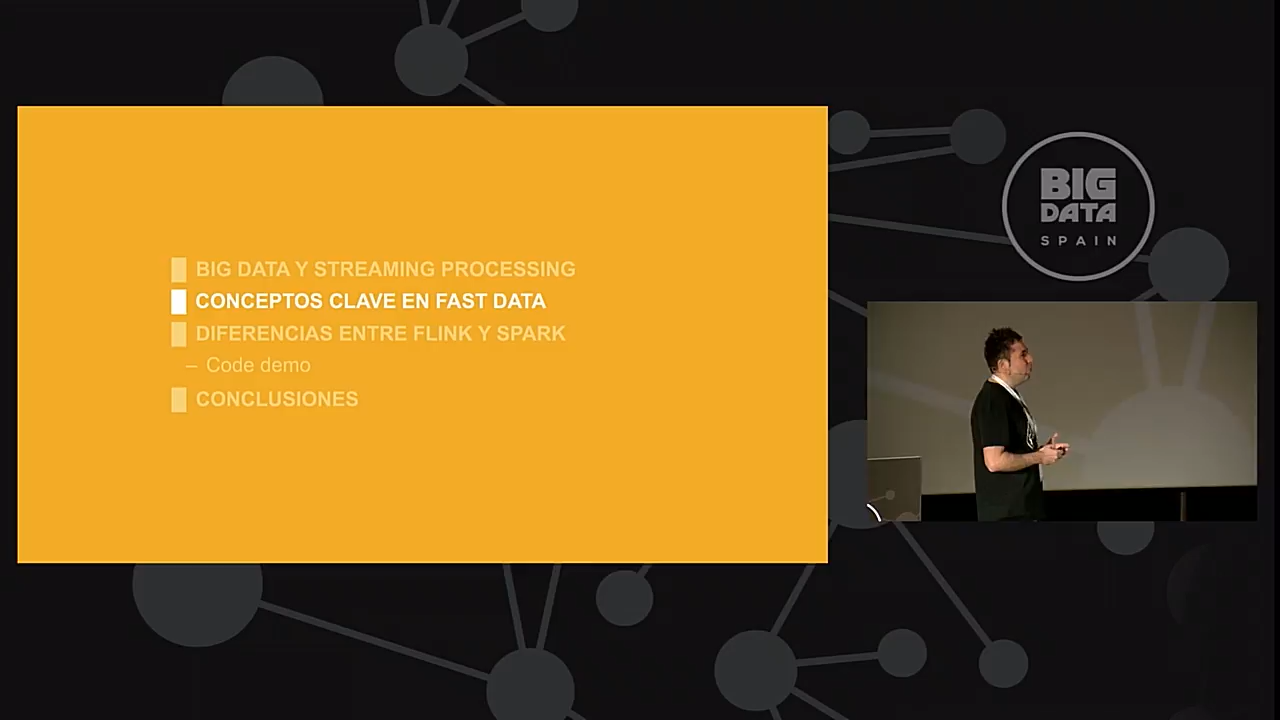 BIG DATA Y STREAMING PROCESSING
CONCEPTOS CLAVE EN FAST DATA
DIFERENCIAS ENTRE FLINK Y SPARK
– Code demo
CONCLUSIONES
BIG
DATA
SPAIN